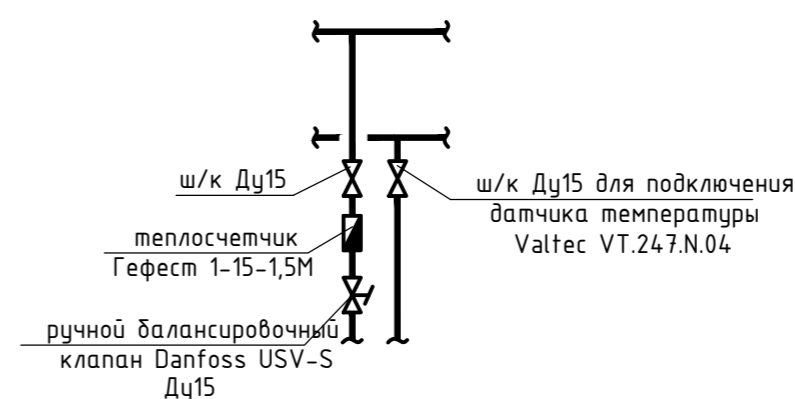 ш/к Ду15
теплосчетчик
Гефест 1-15-1,5М
ручной балансировочный
клапан Danfoss USV-S
Ду15
ш/к Ду15 для подключения
датчика температуры
Valtec VT.247.N.04